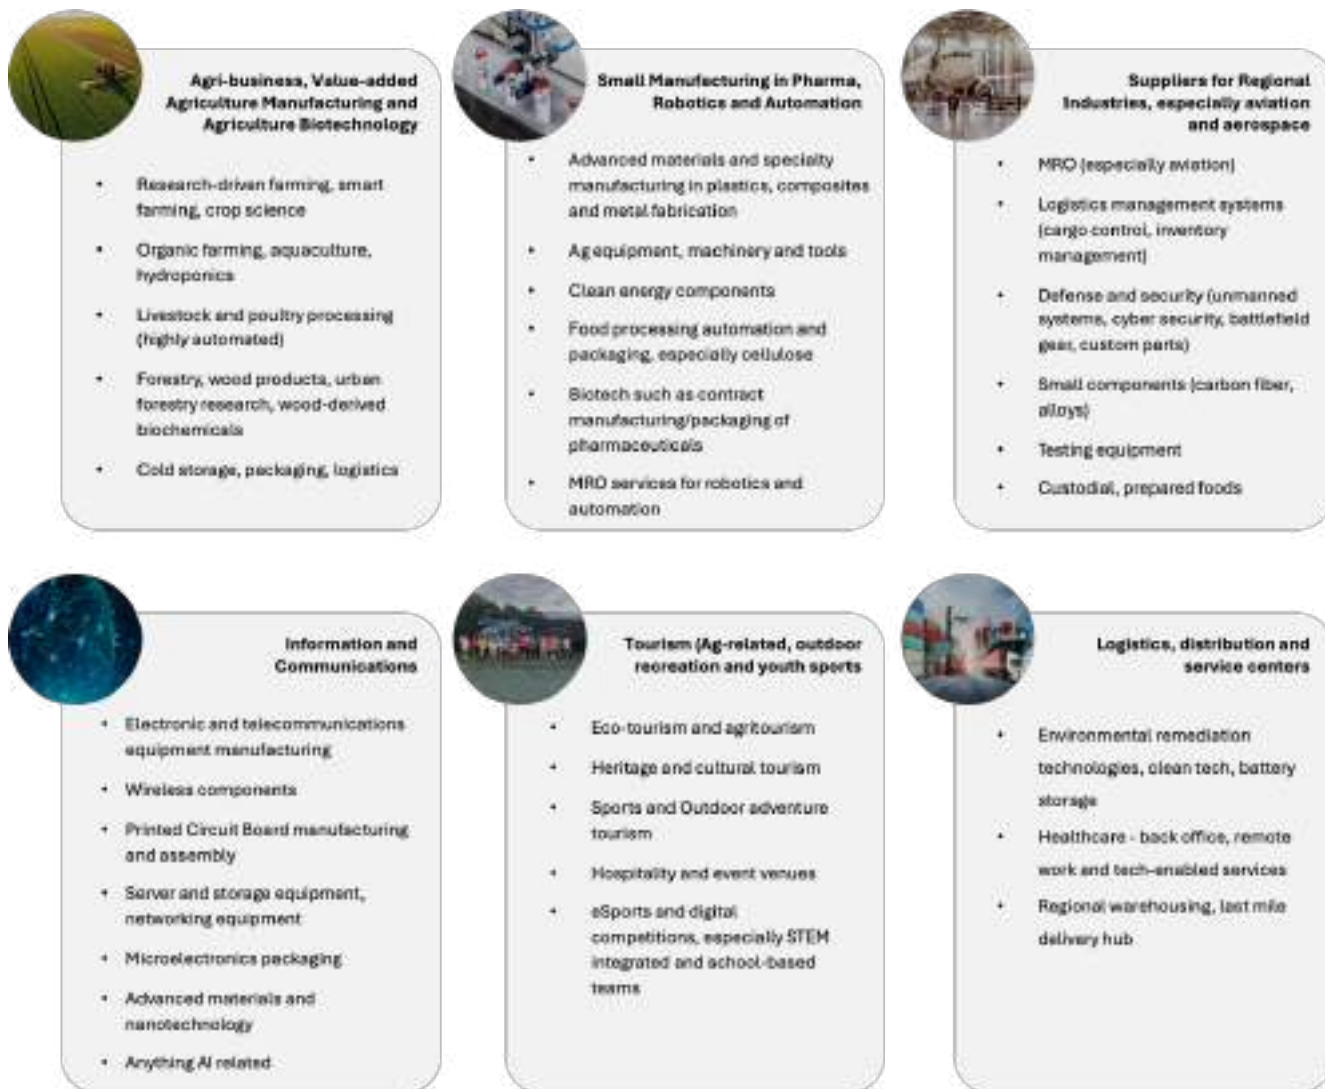 Agri-business, Value-added
Agriculture Manufacturing and
Agriculture Biotechnology
• Research-driven farming, smart
farming, crop science
• Organic farming, aquaculture,
hydroponics
• Livestock and poultry processing
(highly automated)
• Forestry, wood products, urban
forestry research, wood-derived
biochemicals
• Cold storage, packaging, logistics
Small Manufacturing in Pharma,
Robotics and Automation
• Advanced materials and specialty
manufacturing in plastics, composites
and metal fabrication
• Ag equipment, machinery and tools
• Clean energy components
• Food processing automation and
packaging, especially cellulose
• Biotech such as contract
manufacturing/packaging of
pharmaceuticals
• MRO services for robotics and
automation
Suppliers for Regional
Industries, especially aviation
and aerospace
• MRO (especially aviation)
• Logistics management systems
(cargo control, inventory
management)
• Defense and security (unmanned
systems, cyber security, battlefield
gear, custom parts)
• Small components (carbon fiber,
alloys)
• Testing equipment
• Custodial, prepared foods
Information and
Communications
• Electronic and telecommunications
equipment manufacturing
• Wireless components
• Printed Circuit Board manufacturing
and assembly
• Server and storage equipment,
networking equipment
• Microelectronics packaging
• Advanced materials and
nanotechnology
• Anything AI related
Tourism (Ag-related, outdoor
recreation and youth sports
• Eco-tourism and agritourism
• Heritage and cultural tourism
• Sports and Outdoor adventure
tourism
• Hospitality and event venues
• eSports and digital
competitions, especially STEM
integrated and school-based
teams
Logistics, distribution and
service centers
• Environmental remediation
technologies, clean tech, battery
storage
• Healthcare - back office, remote
work and tech-enabled services
• Regional warehousing, last mile
delivery hub